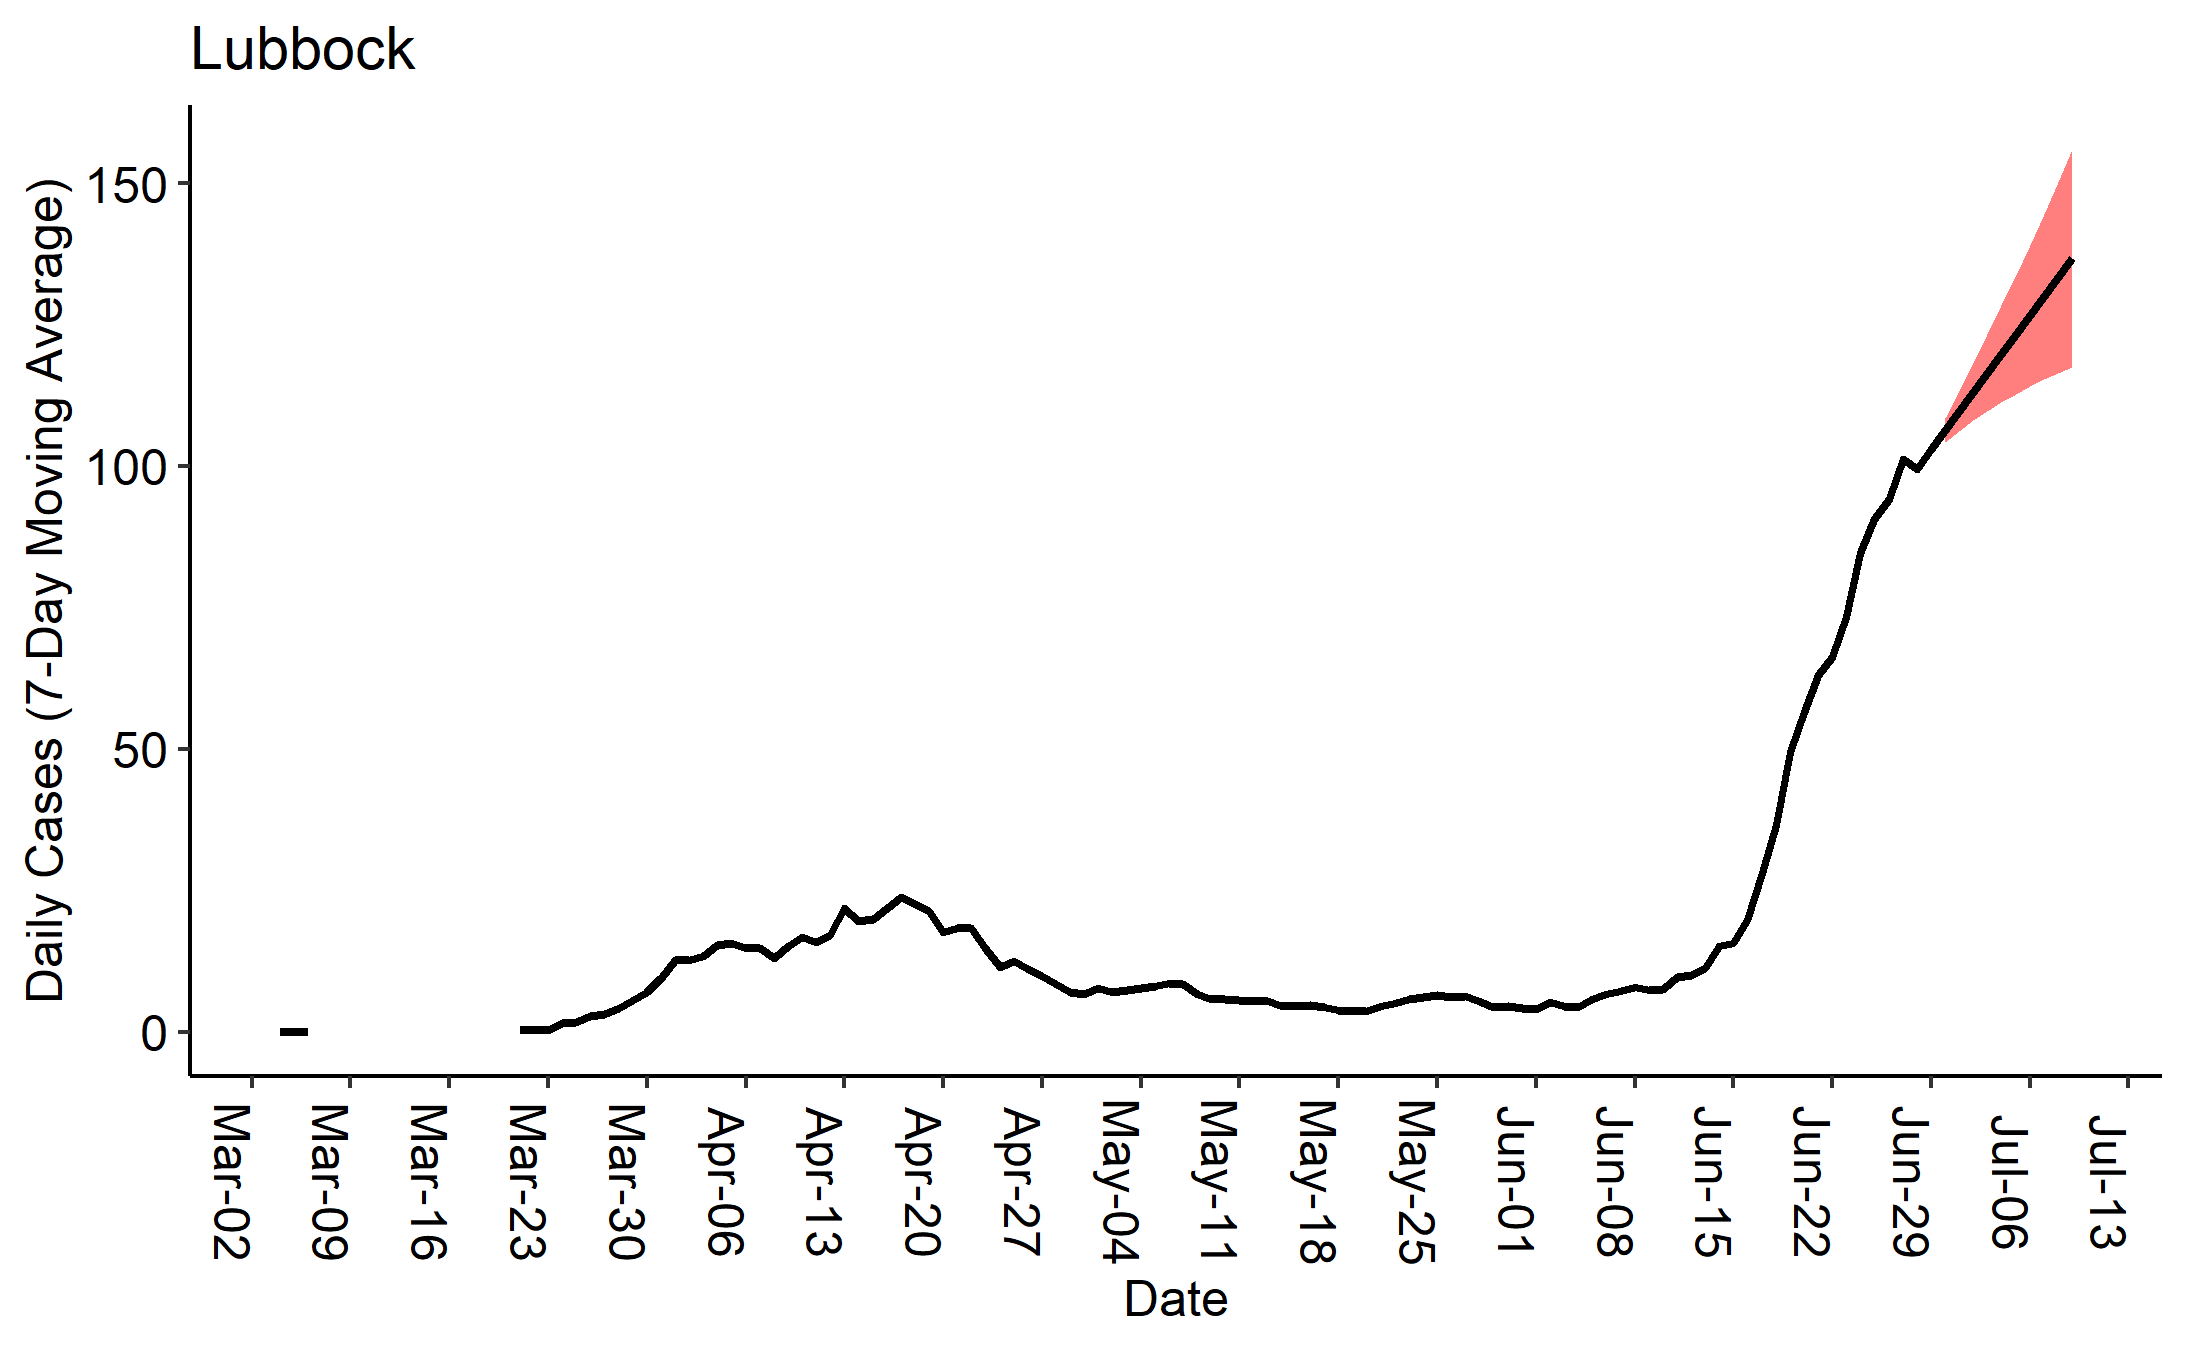 Lubbock
Daily Cases (7-Day Moving Average)
150
100
50
0
Mar-02
Mar-09
Mar-16
Mar-23
Mar-30
Apr-06
Apr-13
Apr-20
Apr-27
May-04
May-11
May-18
May-25
Jun-01
Jun-08
Jun-15
Jun-22
Jun-29
Jul-06
Jul-13
Date